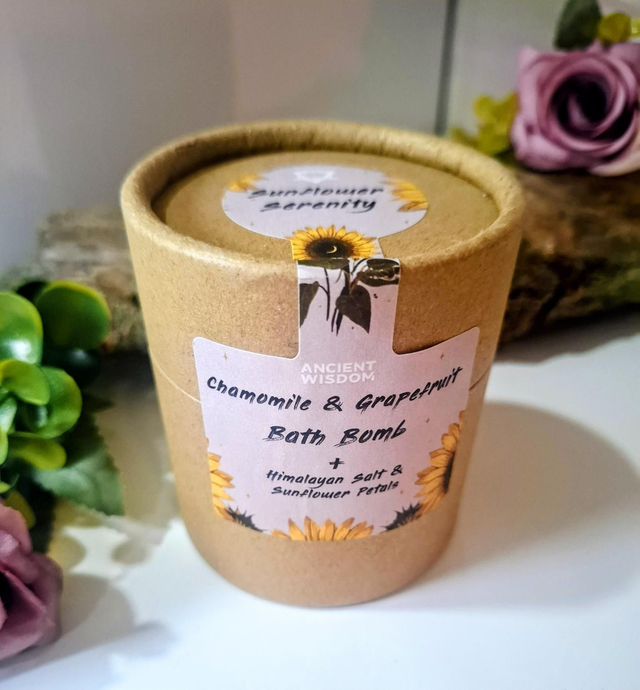 Sunflower
Serenity
ANCIENT
WISDOM
Chamomile & Grapefruit
Bath Bomb
+
Himalayan Salt &
Sunflower Petals